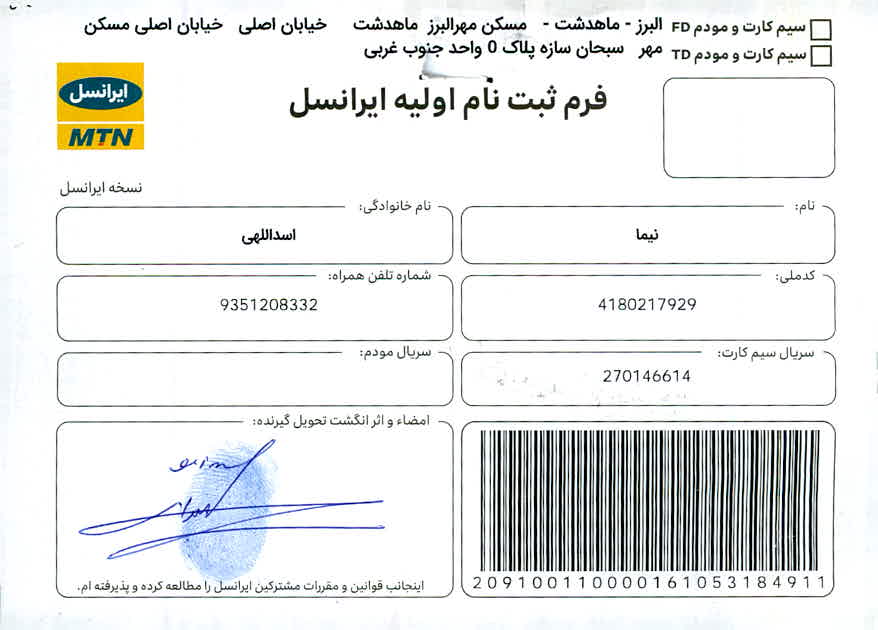 سیم کارت و مودم FD
البرز - ماهدشت - مسکن مهرالبرز ماهدشت خیابان اصلی خیابان اصلی مسکن
سیم کارت و مودم TD
مهر سبحان سازه پلاک 0 واحد جنوب غربی
ایرانسل
MTN
فرم ثبت نام اولیه ایرانسل
نسخه ایرانسل
نام:
نیما
نام خانوادگی:
اسداللهی
کدملی:
4180217929
شماره تلفن همراه:
9351208332
سریال سیم کارت:
270146614
سریال مودم:
امضاء و اثر انگشت تحویل گیرنده:
اینجانب قوانین و مقررات مشترکین ایرانسل را مطالعه کرده و پذیرفته ام.
209100110000161053184911